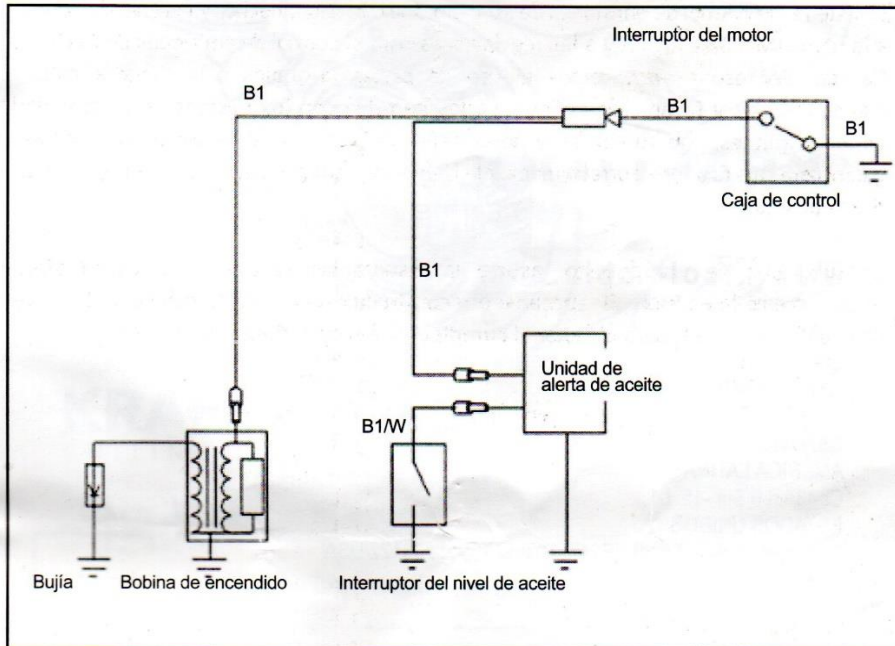 Interruptor del motor
B1
B1
B1
Caja de control
B1
Unidad de
alerta de aceite
B1/W
Bujía
Bobina de encendido
Interruptor del nivel de aceite